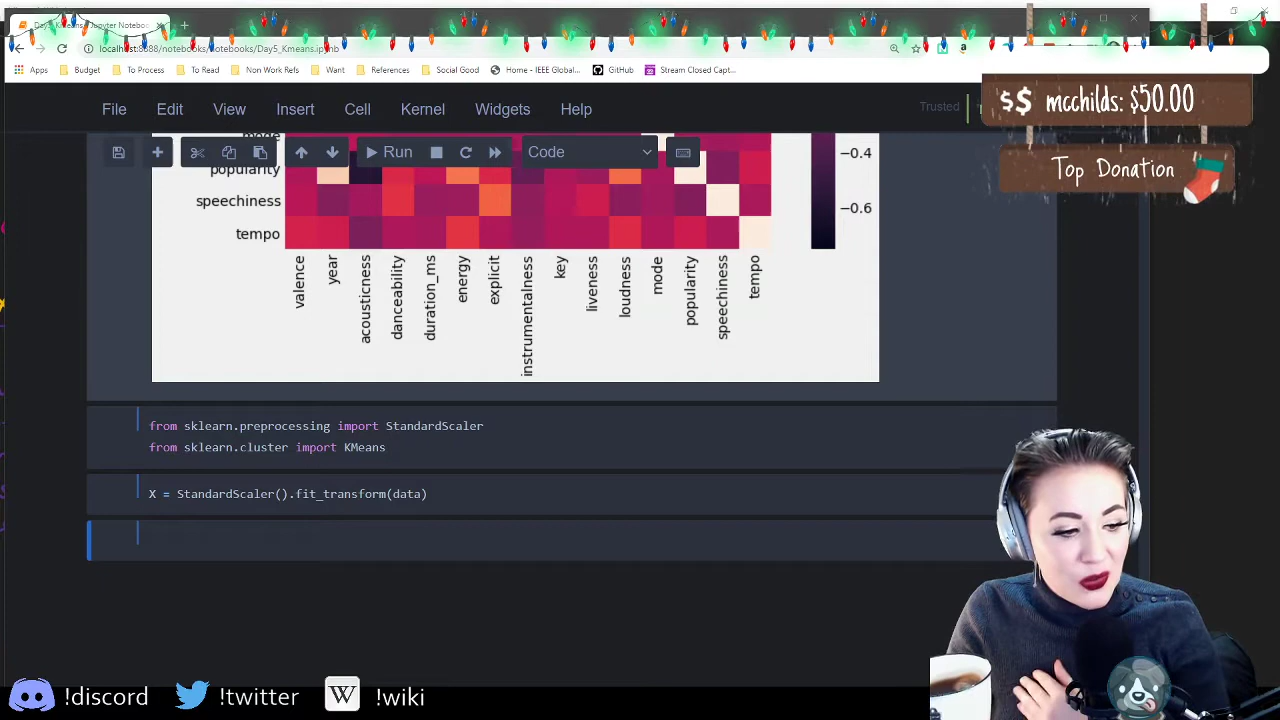 Day5_Kmeans - Jupyter Noteboo
localhost:8888/notebooks/notebooks/Day5_Kmeans.ipynb
Apps Budget To Process To Read Non Work Refs Want References Social Good Home - IEEE Global... GitHub Stream Closed Capt...
$$ mcchilds: $50.00
Top Donation
File Edit View Insert Cell Kernel Widgets Help Trusted
Run Code
mode
popularity
speechiness
tempo
−0.4
−0.6
valence
year
acousticness
danceability
duration_ms
energy
explicit
instrumentalness
key
liveness
loudness
mode
popularity
speechiness
tempo
from sklearn.preprocessing import StandardScaler
from sklearn.cluster import KMeans
X = StandardScaler().fit_transform(data)
!discord !twitter W !wiki